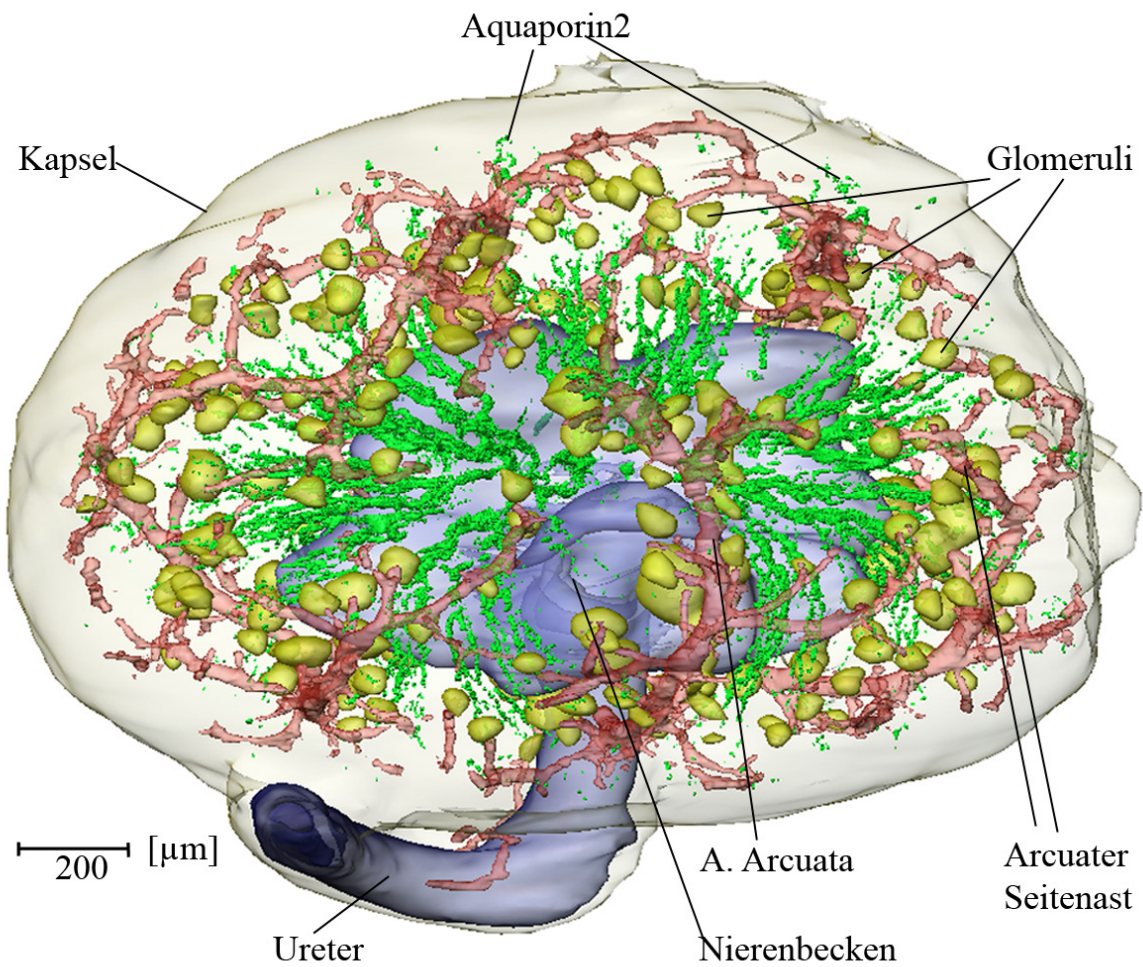 Aquaporin2
Kapsel
Glomeruli
200 [µm]
A. Arcuata
Arcuater
Seitenast
Ureter
Nierenbecken